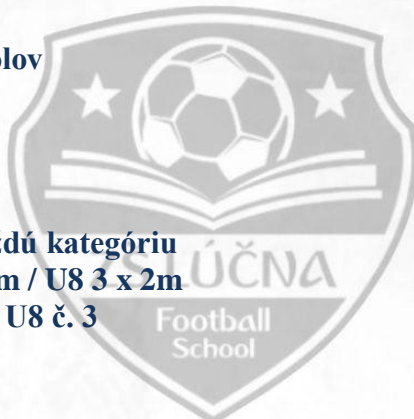 lov
dú kategóriu
m / U8 3 x 2m
U8 č. 3
LÚČNA
Football
School